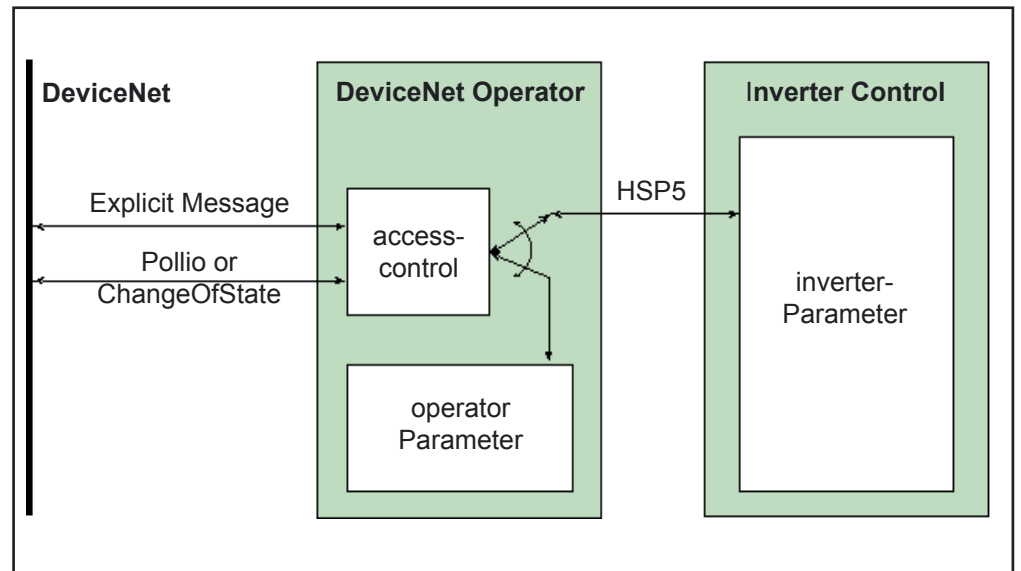 DeviceNet
DeviceNet Operator
Inverter Control
HSP5
Explicit Message
access-
control
Pollio or
ChangeOfState
inverter-
Parameter
operator
Parameter